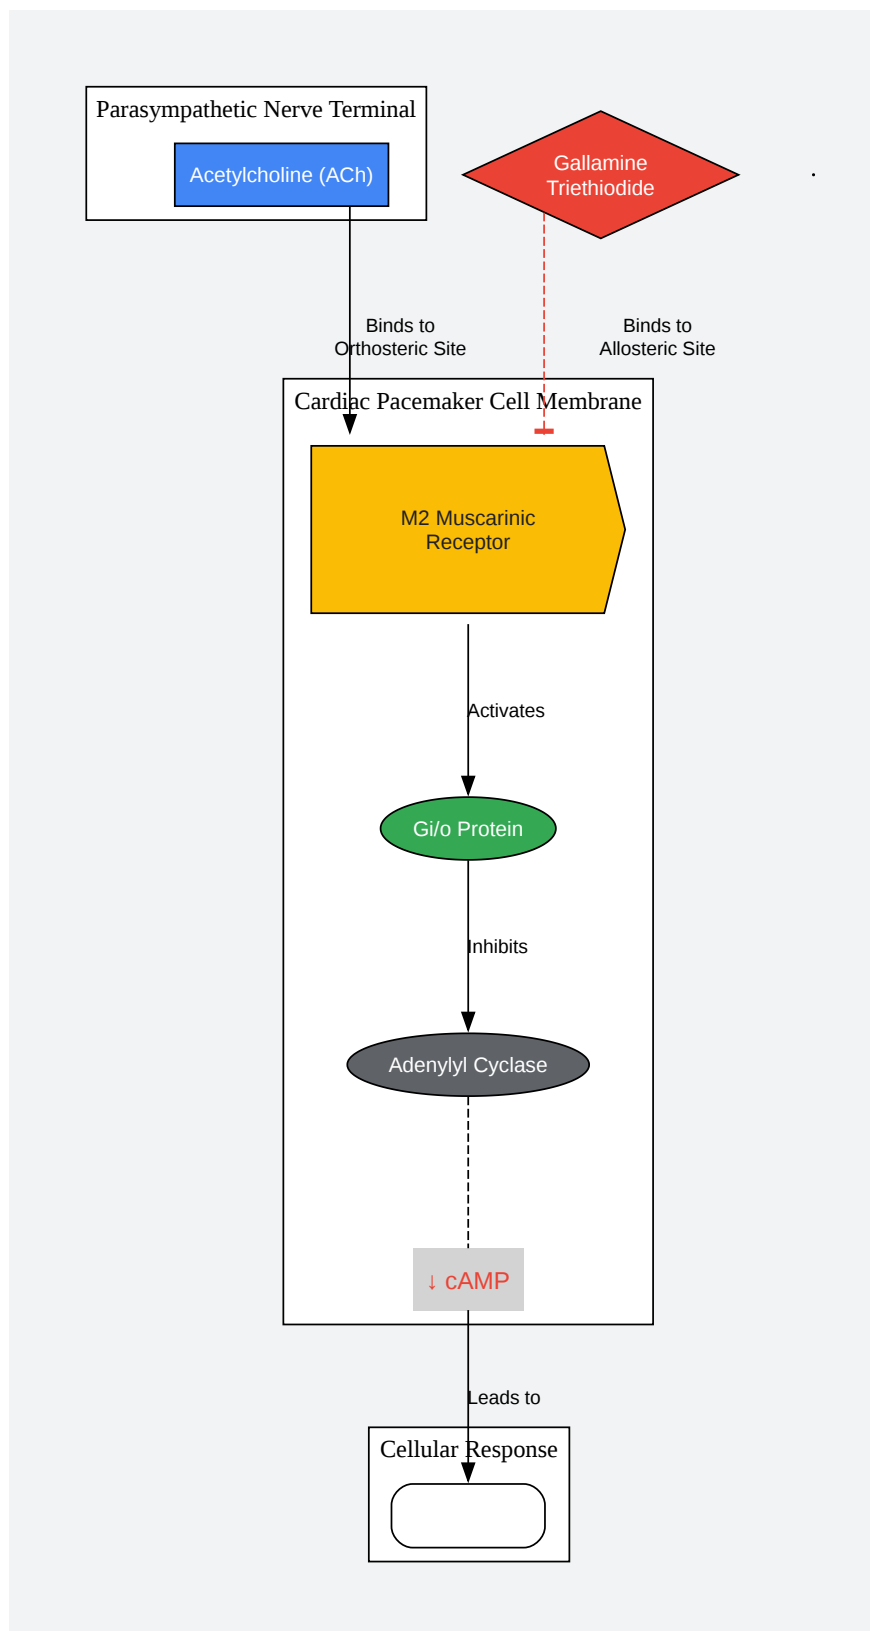 Parasympathetic Nerve Terminal
Acetylcholine (ACh)
Gallamine
Triethiodide
Binds to
Orthosteric Site
Binds to
Allosteric Site
Cardiac Pacemaker Cell Membrane
M2 Muscarinic
Receptor
Activates
Gi/o Protein
Inhibits
Adenylyl Cyclase
↓ cAMP
Leads to
Cellular Response